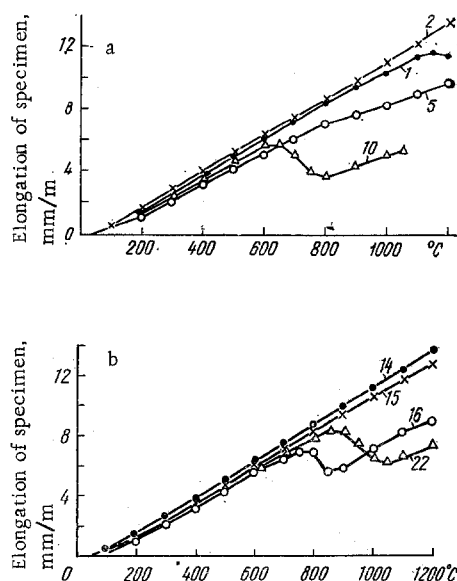 a
Elongation of specimen,
mm/m
12
8
4
0
2
1
5
10
200 400 600 800 1000 °C
b
Elongation of specimen,
mm/m
12
8
4
0
14
15
16
22
200 400 600 800 1000 1200°C